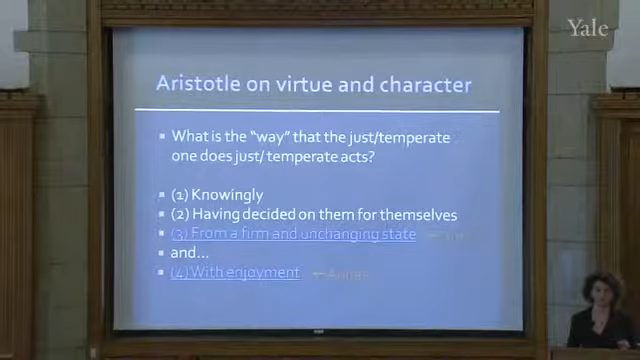 Yale
Aristotle on virtue and character
What is the "way" that the just/temperate
one does just/ temperate acts?
(1) Knowingly
(2) Having decided on them for themselves
(3) From a firm and unchanging state
and...
(4) With enjoyment